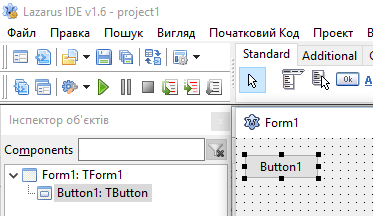 Lazarus IDE v1.6 - project1
Файл Правка Пошук Вигляд Початковий Код Проект
Standard Additional
Ok
Інспектор об'єктів
Components
Form1: TForm1
Button1: TButton
Form1
Button1